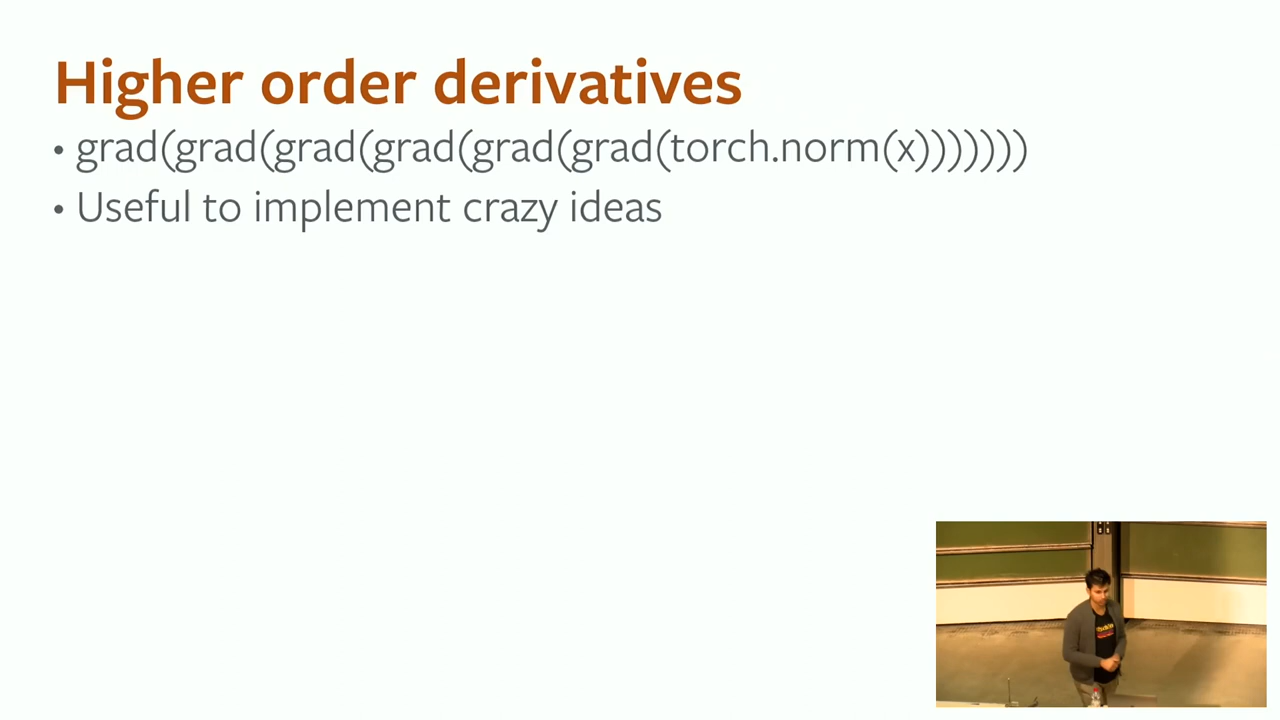 Higher order derivatives
• grad(grad(grad(grad(grad(grad(torch.norm(x)))))))
• Useful to implement crazy ideas